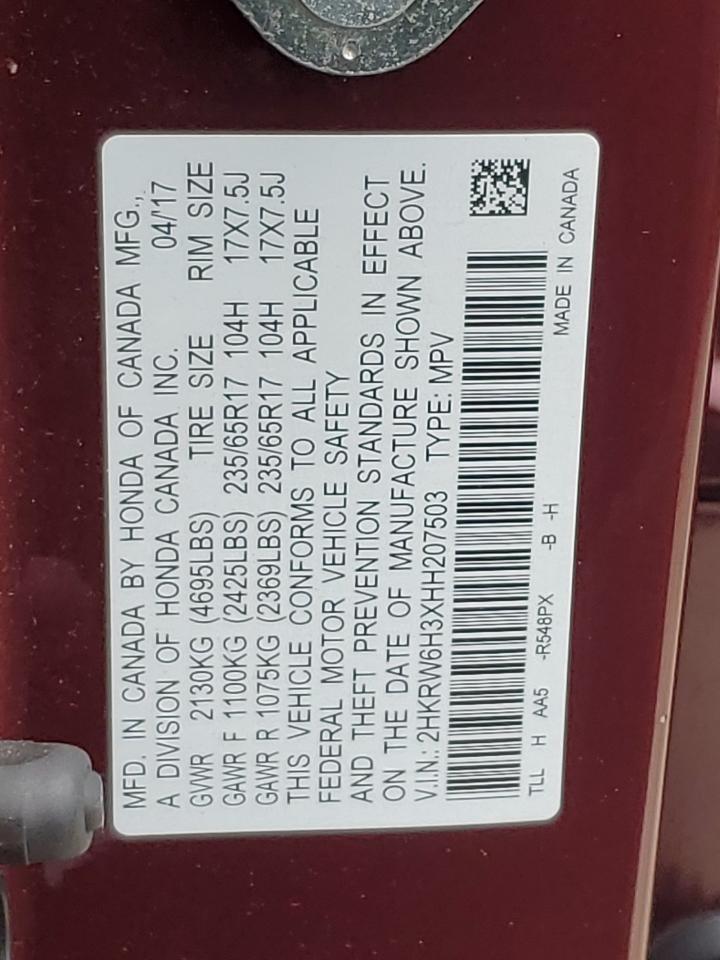 MFD. IN CANADA BY HONDA OF CANADA MFG.,
A DIVISION OF HONDA CANADA INC. 04/'17
GVWR 2130KG (4695LBS) TIRE SIZE RIM SIZE
GAWR F 1100KG (2425LBS) 235/65R17 104H 17X7.5J
GAWR R 1075KG (2369LBS) 235/65R17 104H 17X7.5J
THIS VEHICLE CONFORMS TO ALL APPLICABLE
FEDERAL MOTOR VEHICLE SAFETY
AND THEFT PREVENTION STANDARDS IN EFFECT
ON THE DATE OF MANUFACTURE SHOWN ABOVE.
V.I.N.: 2HKRW6H3XHH207503 TYPE: MPV
TLL H AA5 -R548PX -B -H MADE IN CANADA